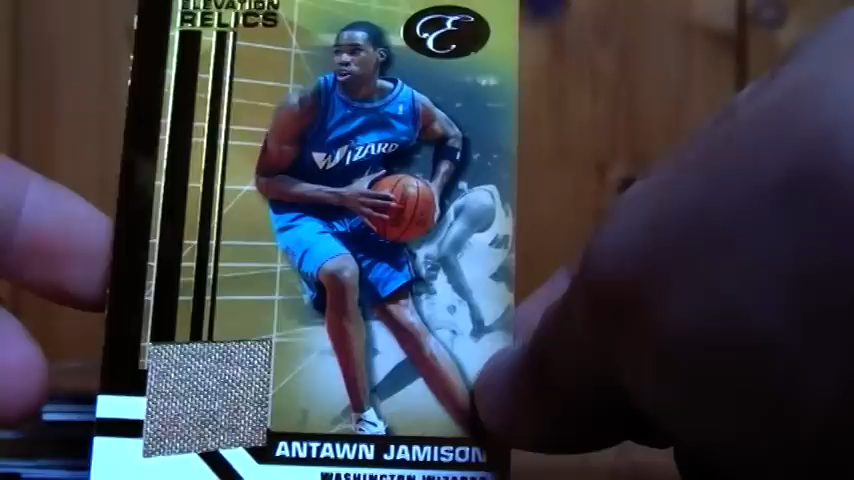 ELEVATION
RELICS
E
WIZARDS
ANTAWN JAMISON
WASHINGTON WIZARDS